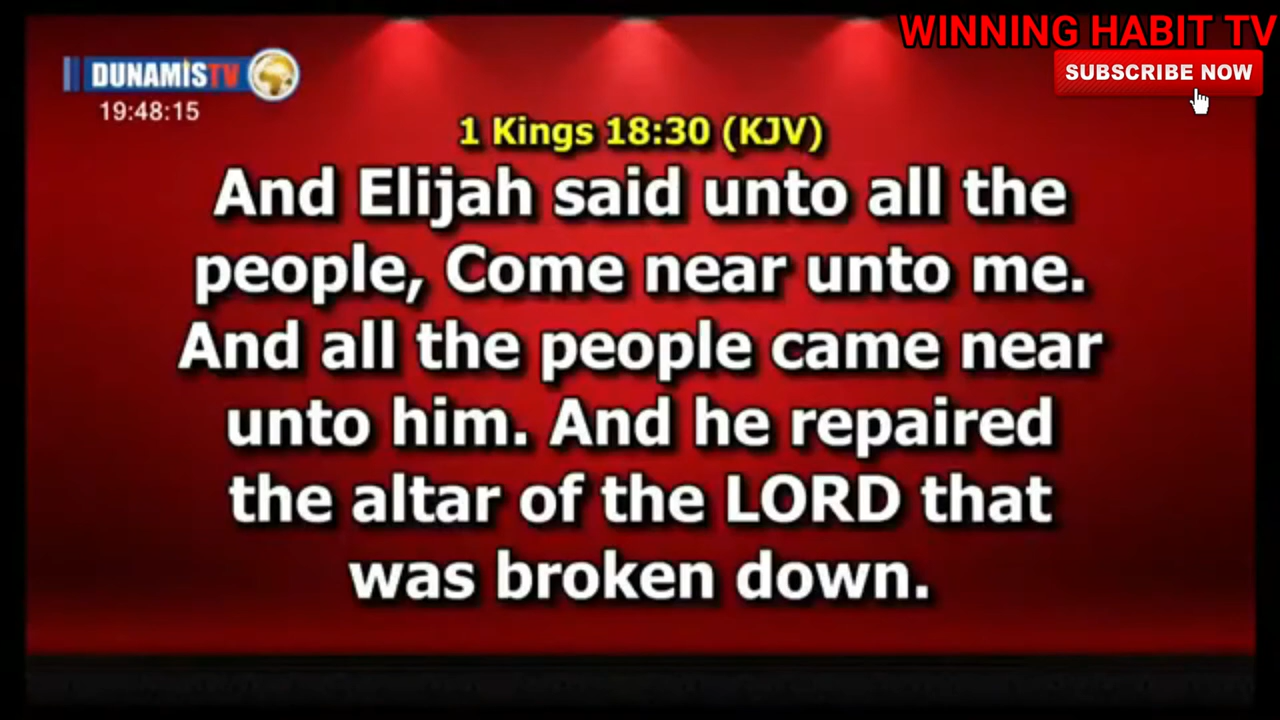 WINNING HABIT TV
SUBSCRIBE NOW
DUNAMIS TV
19:48:15
1 Kings 18:30 (KJV)
And Elijah said unto all the
people, Come near unto me.
And all the people came near
unto him. And he repaired
the altar of the LORD that
was broken down.